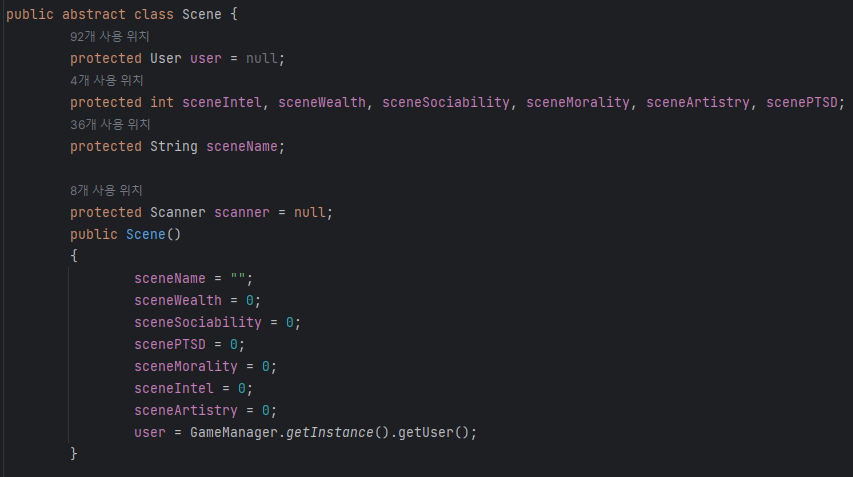 public abstract class Scene {
92개 사용 위치
protected User user = null;
4개 사용 위치
protected int sceneIntel, sceneWealth, sceneSociability, sceneMorality, sceneArtistry, scenePTSD;
36개 사용 위치
protected String sceneName;
8개 사용 위치
protected Scanner scanner = null;
public Scene()
{
sceneName = "";
sceneWealth = 0;
sceneSociability = 0;
scenePTSD = 0;
sceneMorality = 0;
sceneIntel = 0;
sceneArtistry = 0;
user = GameManager.getInstance().getUser();
}